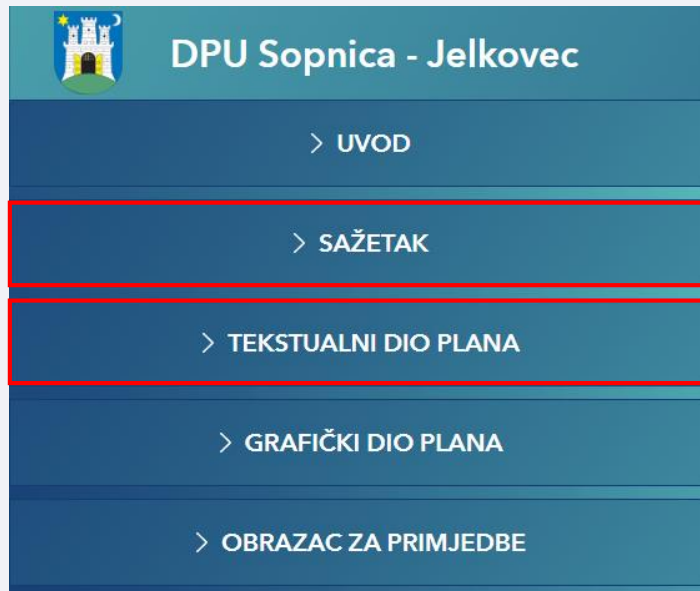 DPU Sopnica - Jelkovec
> UVOD
> SAŽETAK
> TEKSTUALNI DIO PLANA
> GRAFIČKI DIO PLANA
> OBRAZAC ZA PRIMJEDBE